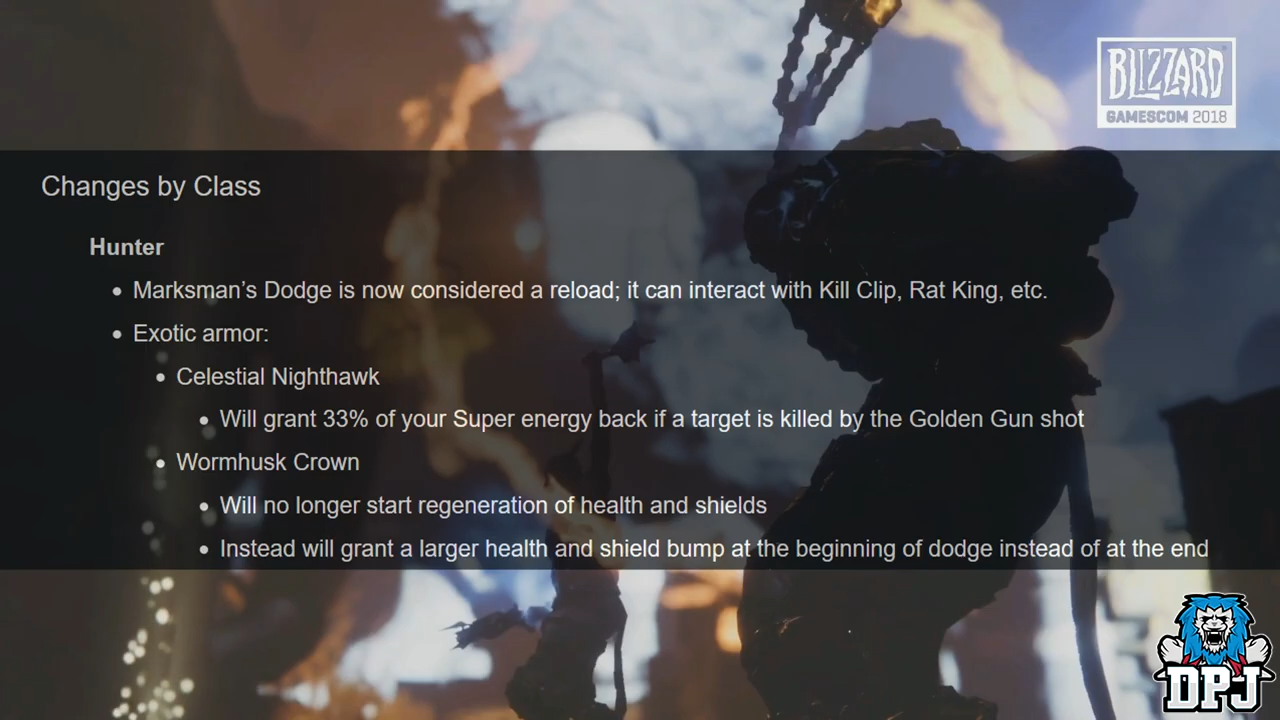 BLIZZARD
GAMESCOM 2018
Changes by Class
Hunter
• Marksman’s Dodge is now considered a reload; it can interact with Kill Clip, Rat King, etc.
• Exotic armor:
• Celestial Nighthawk
• Will grant 33% of your Super energy back if a target is killed by the Golden Gun shot
• Wormhusk Crown
• Will no longer start regeneration of health and shields
• Instead will grant a larger health and shield bump at the beginning of dodge instead of at the end
DPJ